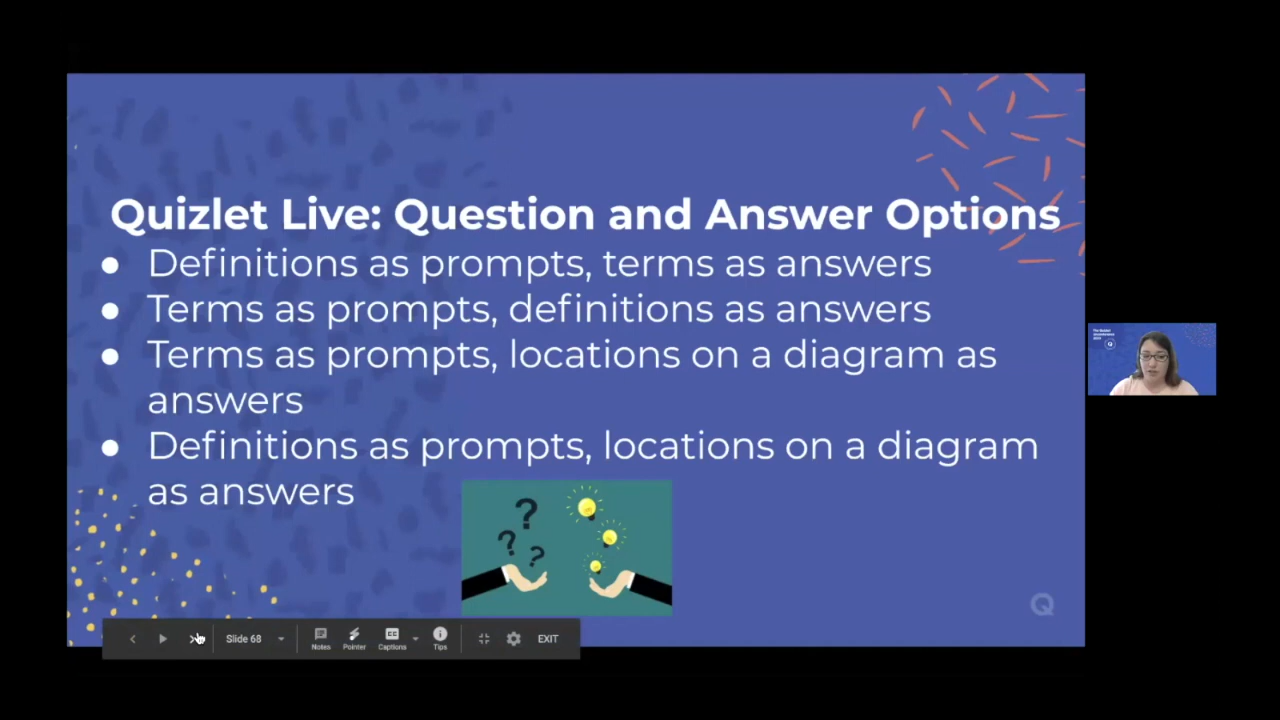 Quizlet Live: Question and Answer Options
● Definitions as prompts, terms as answers
● Terms as prompts, definitions as answers
● Terms as prompts, locations on a diagram as
answers
● Definitions as prompts, locations on a diagram
as answers
? ? ?
Q
Slide 68
Notes
Pointer
CC
Captions
Tips
EXIT